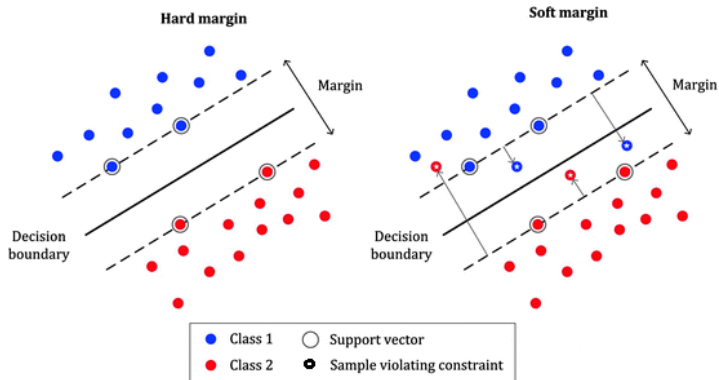 Hard margin
Soft margin
Margin
Margin
Decision
boundary
Decision
boundary
Class 1
Support vector
Class 2
Sample violating constraint